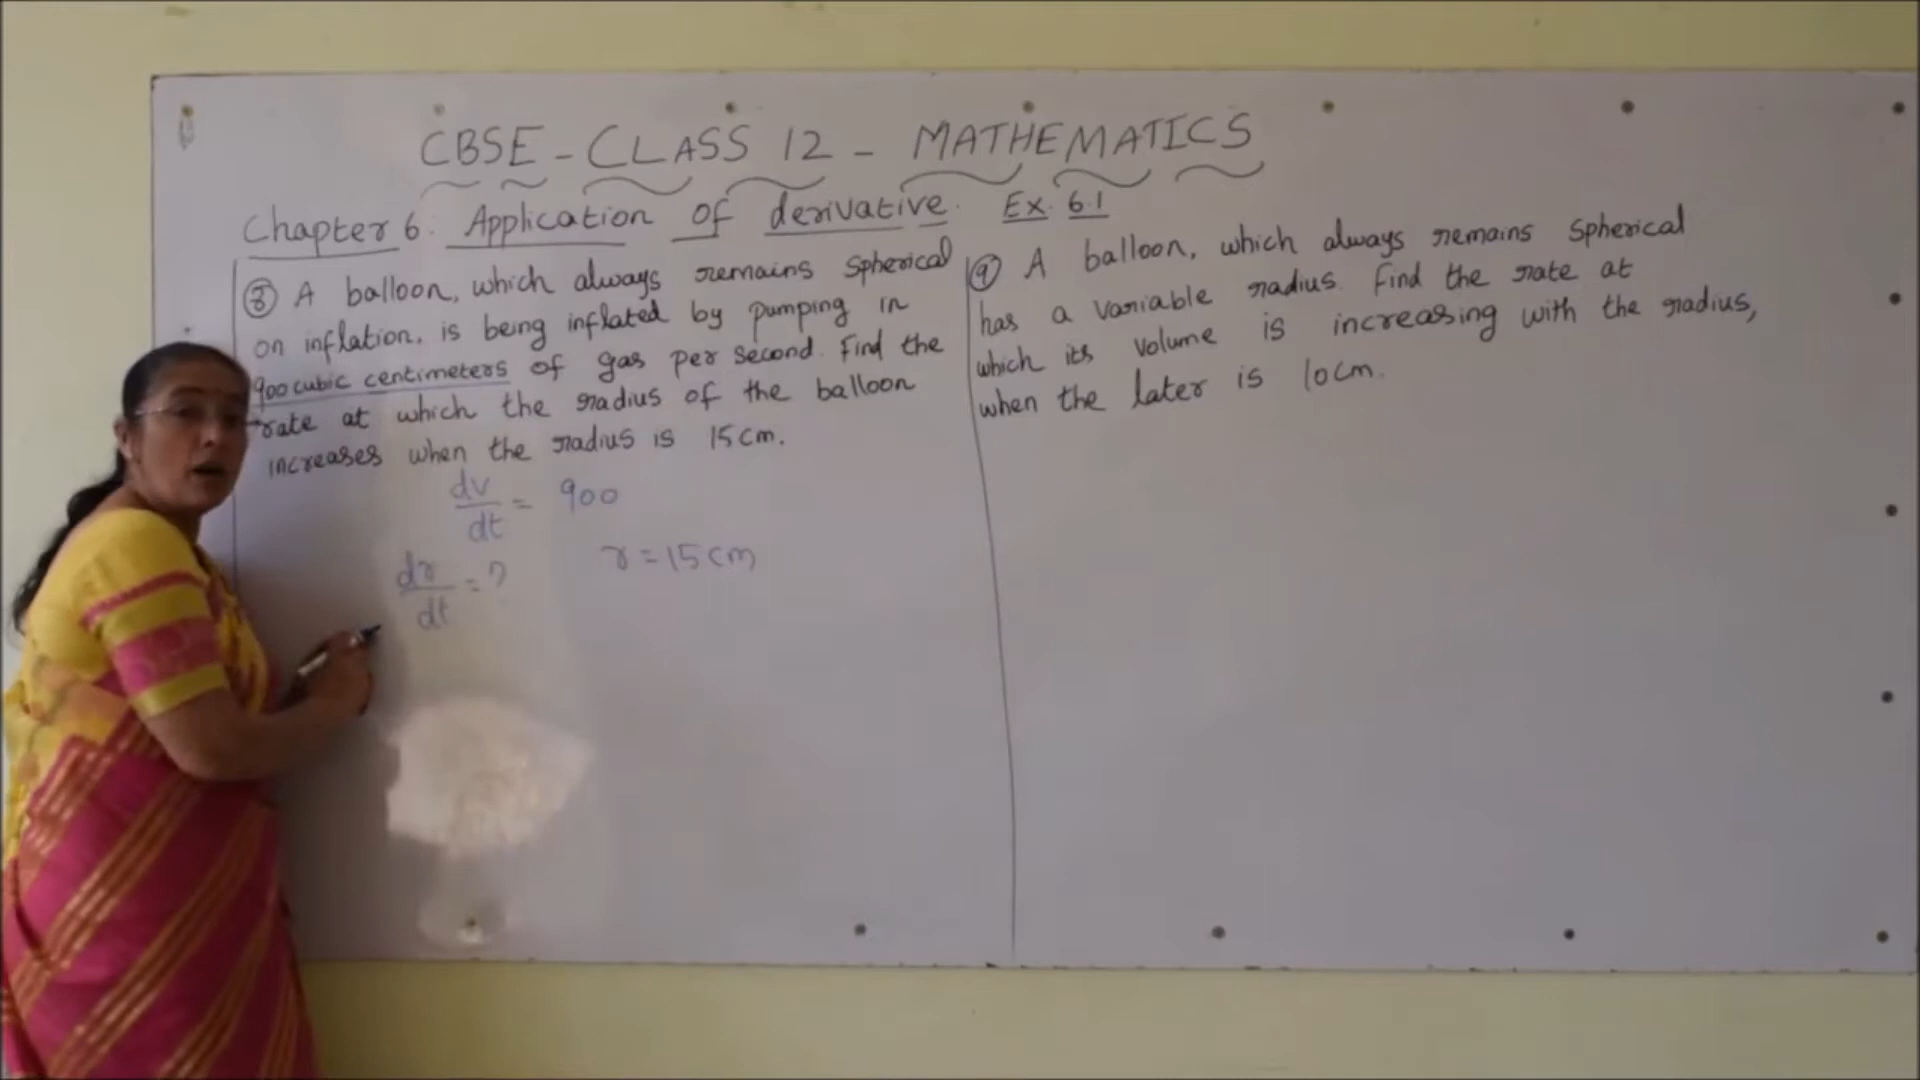 CBSE - CLASS 12 - MATHEMATICS
Chapter 6: Application of derivative. Ex. 6.1
⑧ A balloon, which always remains Spherical
on inflation, is being inflated by pumping in
900 cubic centimeters of gas per second. Find the
rate at which the radius of the balloon
increases when the radius is 15 cm.
dv/dt = 900
dr/dt = ? r = 15 cm
⑨ A balloon, which always remains Spherical
has a variable radius. Find the rate at
which its volume is increasing with the radius,
when the later is 10 cm.